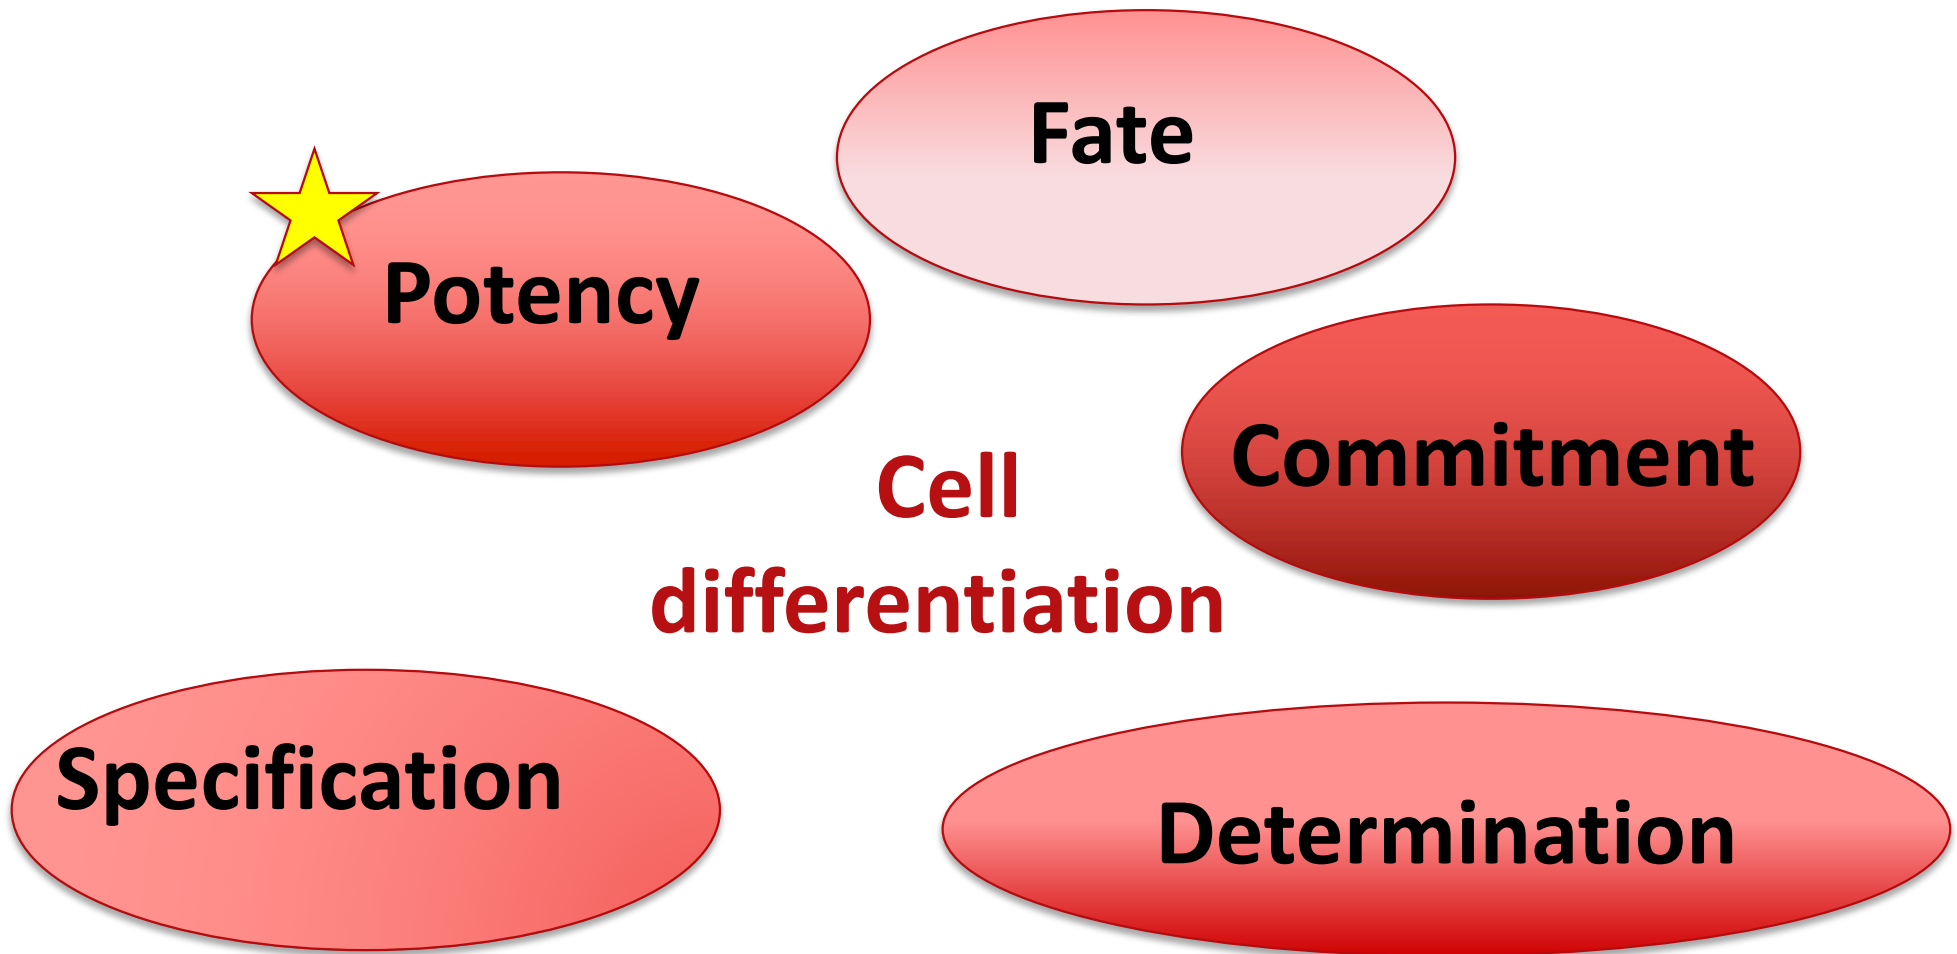 Fate
Potency
Commitment
Cell
differentiation
Specification
Determination